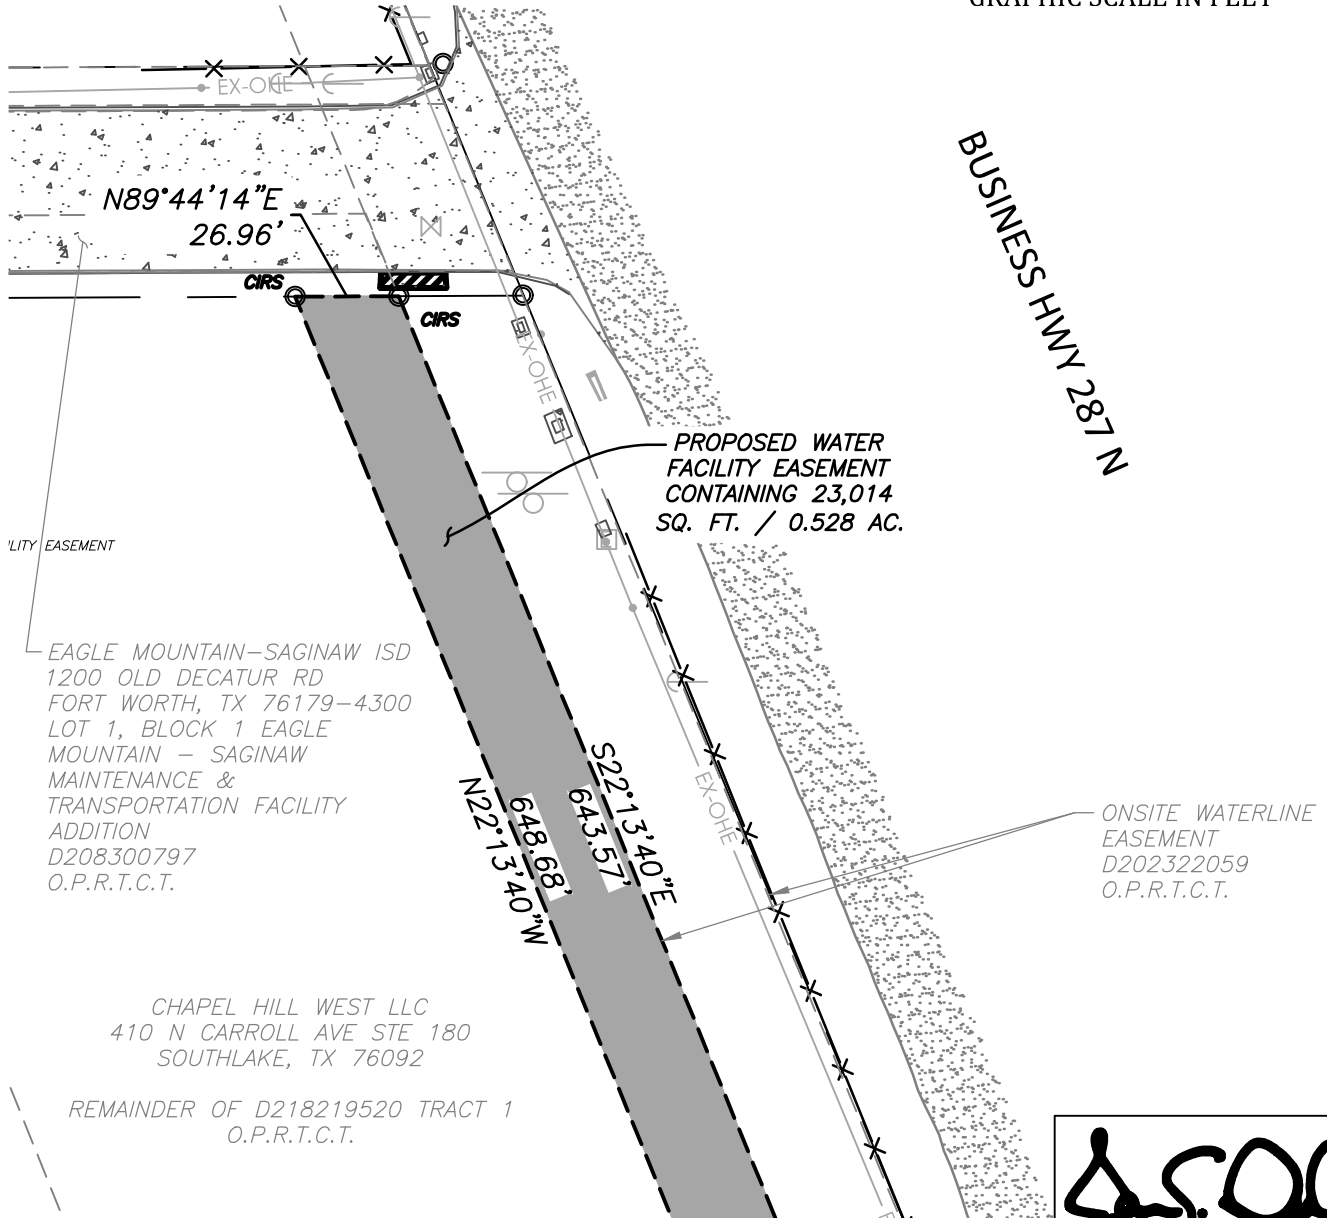 GRAPHIC SCALE IN FEET
EX-OHE
N89°44'14"E
26.96'
CIRS
CIRS
EX-OHE
BUSINESS HWY 287 N
PROPOSED WATER
FACILITY EASEMENT
CONTAINING 23,014
SQ. FT. / 0.528 AC.
EASEMENT
EAGLE MOUNTAIN-SAGINAW ISD
1200 OLD DECATUR RD
FORT WORTH, TX 76179-4300
LOT 1, BLOCK 1 EAGLE
MOUNTAIN - SAGINAW
MAINTENANCE &
TRANSPORTATION FACILITY
ADDITION
D208300797
O.P.R.T.C.T.
S22°13'40"E
643.57'
648.68'
N22°13'40"W
EX-OHE
ONSITE WATERLINE
EASEMENT
D202322059
O.P.R.T.C.T.
CHAPEL HILL WEST LLC
410 N CARROLL AVE STE 180
SOUTHLAKE, TX 76092
REMAINDER OF D218219520 TRACT 1
O.P.R.T.C.T.